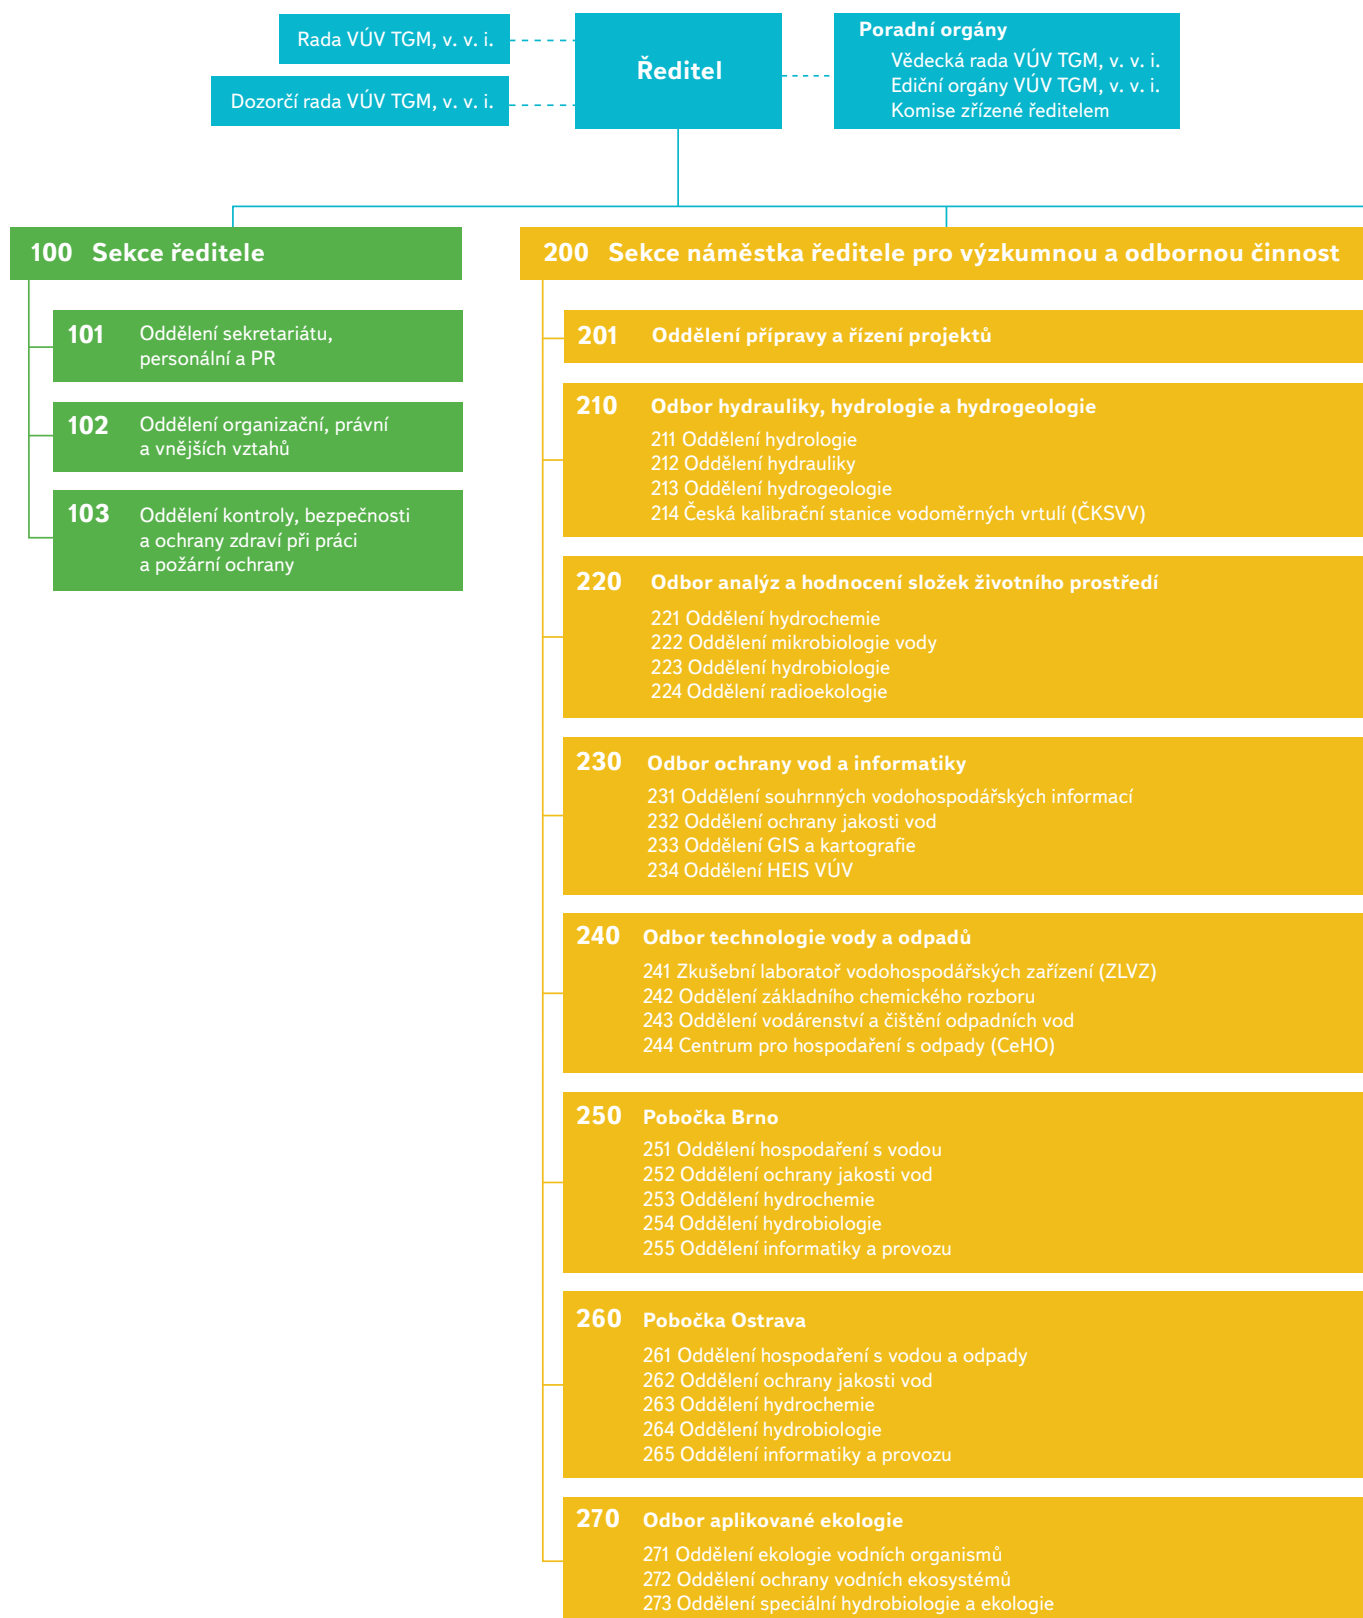 Rada VÚV TGM, v. v. i.
Dozorčí rada VÚV TGM, v. v. i.
Ředitel
Poradní orgány
Vědecká rada VÚV TGM, v. v. i.
Ediční orgány VÚV TGM, v. v. i.
Komise zřízené ředitelem
100 Sekce ředitele
101 Oddělení sekretariátu,
personální a PR
102 Oddělení organizační, právní
a vnějších vztahů
103 Oddělení kontroly, bezpečnosti
a ochrany zdraví při práci
a požární ochrany
200 Sekce náměstka ředitele pro výzkumnou a odbornou činnost
201 Oddělení přípravy a řízení projektů
210 Odbor hydrauliky, hydrologie a hydrogeologie
211 Oddělení hydrologie
212 Oddělení hydrauliky
213 Oddělení hydrogeologie
214 Česká kalibrační stanice vodoměrných vrtulí (ČKSVV)
220 Odbor analýz a hodnocení složek životního prostředí
221 Oddělení hydrochemie
222 Oddělení mikrobiologie vody
223 Oddělení hydrobiologie
224 Oddělení radioekologie
230 Odbor ochrany vod a informatiky
231 Oddělení souhrnných vodohospodářských informací
232 Oddělení ochrany jakosti vod
233 Oddělení GIS a kartografie
234 Oddělení HEIS VÚV
240 Odbor technologie vody a odpadů
241 Zkušební laboratoř vodohospodářských zařízení (ZLVZ)
242 Oddělení základního chemického rozboru
243 Oddělení vodárenství a čištění odpadních vod
244 Centrum pro hospodaření s odpady (CeHO)
250 Pobočka Brno
251 Oddělení hospodaření s vodou
252 Oddělení ochrany jakosti vod
253 Oddělení hydrochemie
254 Oddělení hydrobiologie
255 Oddělení informatiky a provozu
260 Pobočka Ostrava
261 Oddělení hospodaření s vodou a odpady
262 Oddělení ochrany jakosti vod
263 Oddělení hydrochemie
264 Oddělení hydrobiologie
265 Oddělení informatiky a provozu
270 Odbor aplikované ekologie
271 Oddělení ekologie vodních organismů
272 Oddělení ochrany vodních ekosystémů
273 Oddělení speciální hydrobiologie a ekologie